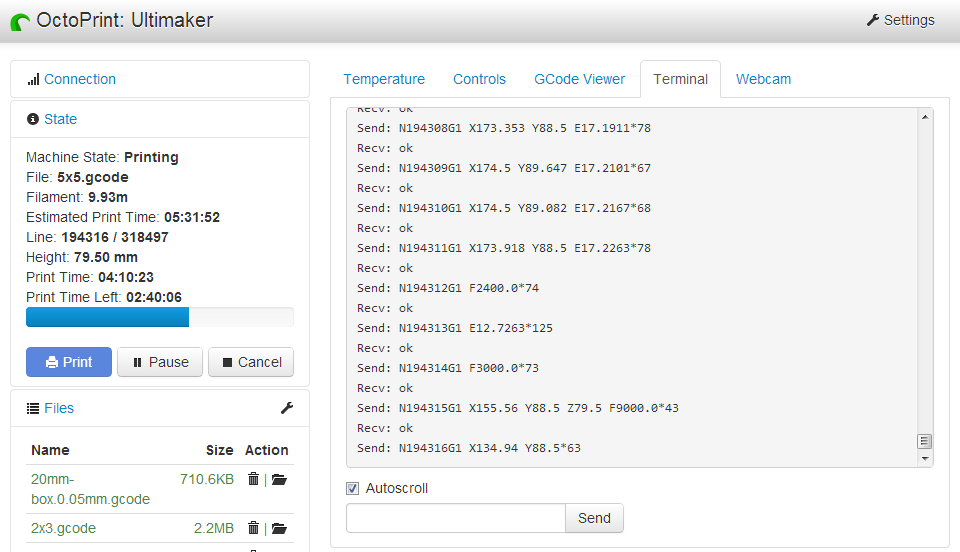 OctoPrint: Ultimaker
Settings
Connection
State
Machine State: Printing
File: 5x5.gcode
Filament: 9.93m
Estimated Print Time: 05:31:52
Line: 194316 / 318497
Height: 79.50 mm
Print Time: 04:10:23
Print Time Left: 02:40:06
Print
Pause
Cancel
Files
Name Size Action
20mm-
box.0.05mm.gcode
710.6KB |
2x3.gcode 2.2MB |
Temperature
Controls
GCode Viewer
Terminal
Webcam
Recv: ok
Send: N194308G1 X173.353 Y88.5 E17.1911*78
Recv: ok
Send: N194309G1 X174.5 Y89.647 E17.2101*67
Recv: ok
Send: N194310G1 X174.5 Y89.082 E17.2167*68
Recv: ok
Send: N194311G1 X173.918 Y88.5 E17.2263*78
Recv: ok
Send: N194312G1 F2400.0*74
Recv: ok
Send: N194313G1 E12.7263*125
Recv: ok
Send: N194314G1 F3000.0*73
Recv: ok
Send: N194315G1 X155.56 Y88.5 Z79.5 F9000.0*43
Recv: ok
Send: N194316G1 X134.94 Y88.5*63
Autoscroll
Send